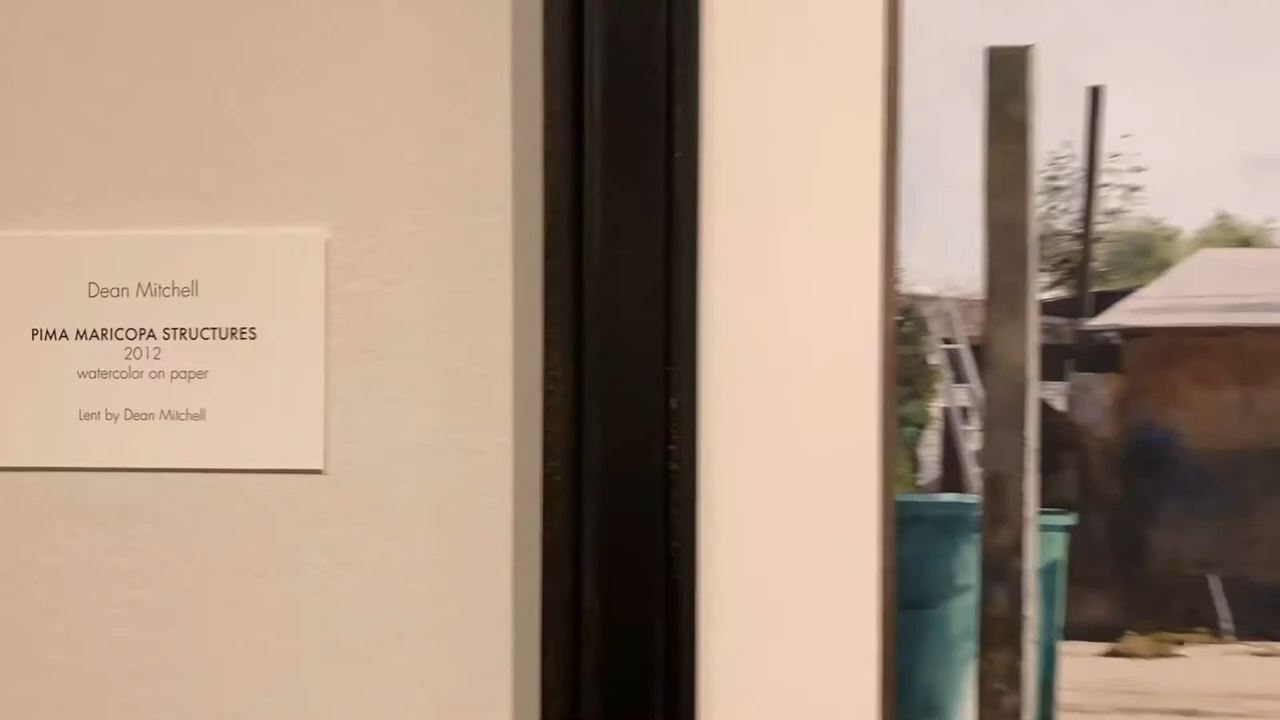 Dean Mitchell
PIMA MARICOPA STRUCTURES
2012
watercolor on paper
Lent by Dean Mitchell